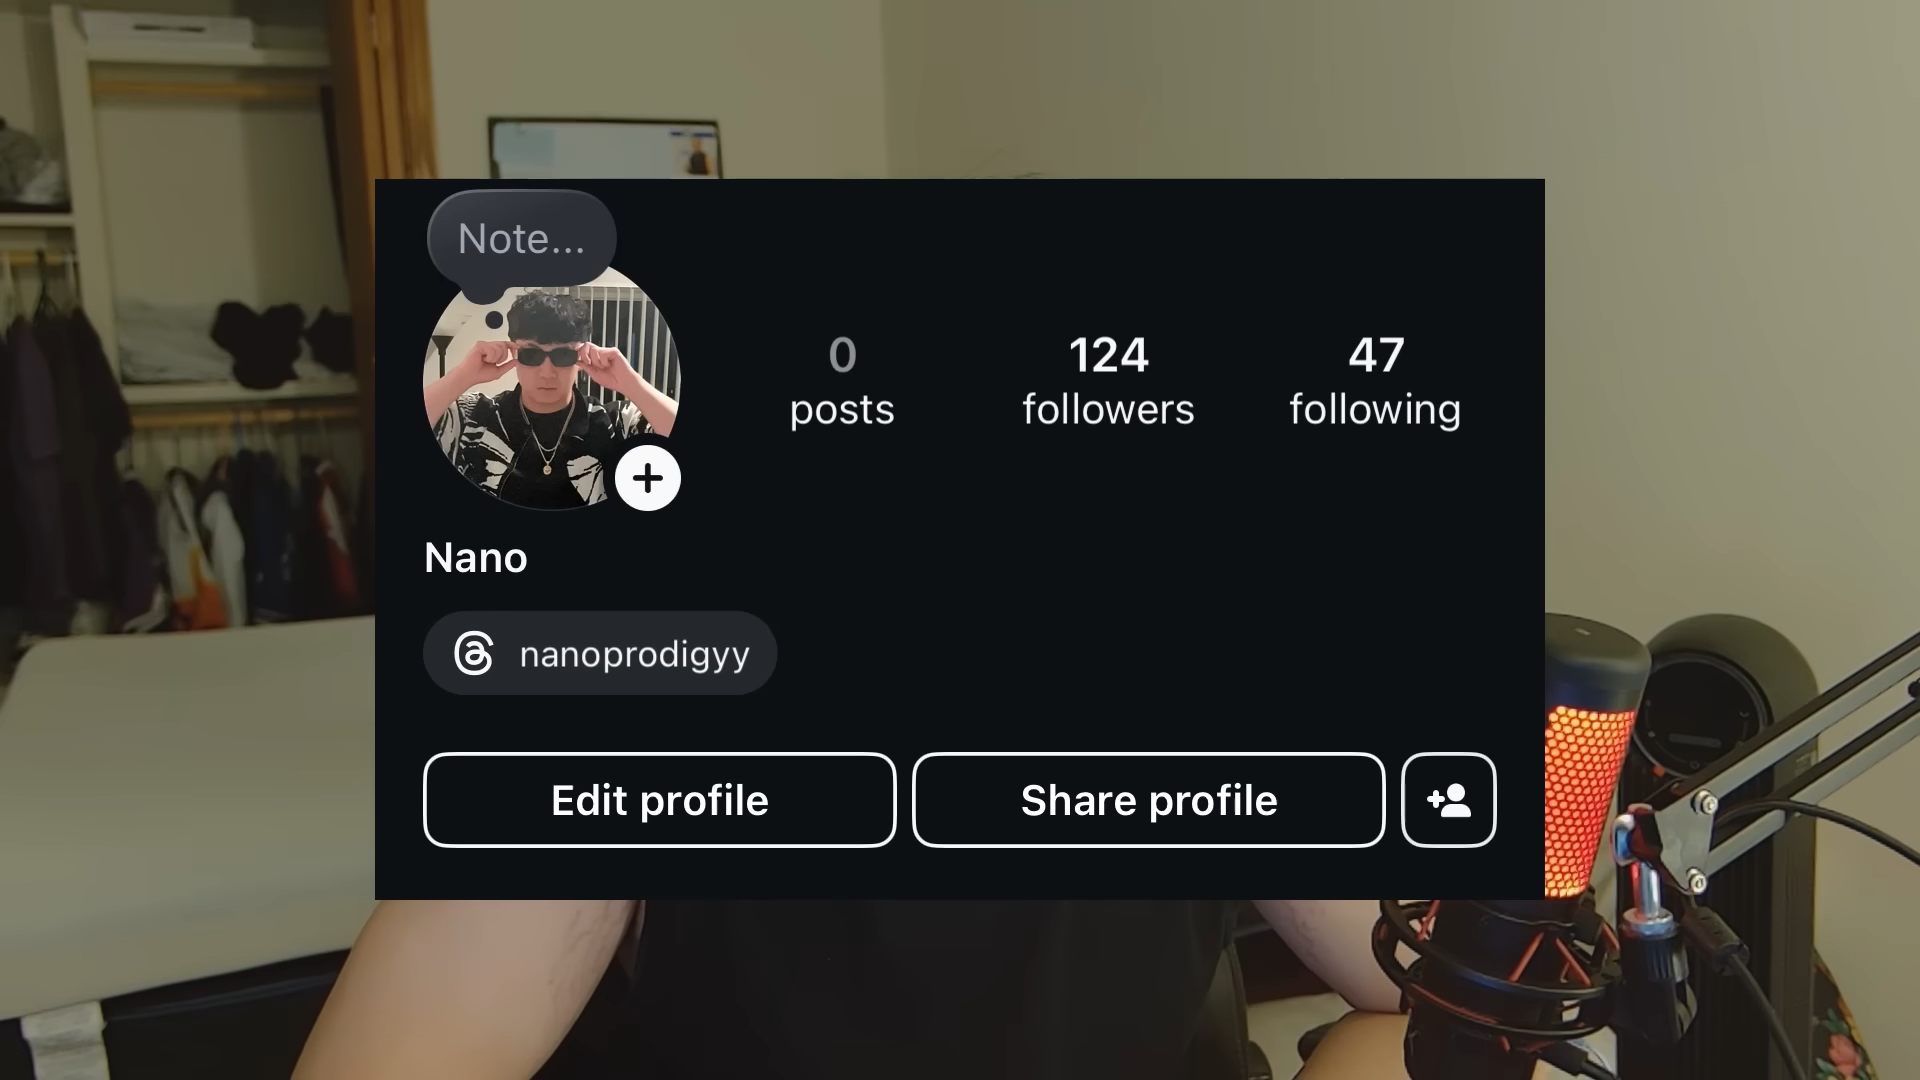 Note...
0
posts
124
followers
47
following
Nano
nanoprodigyy
Edit profile
Share profile